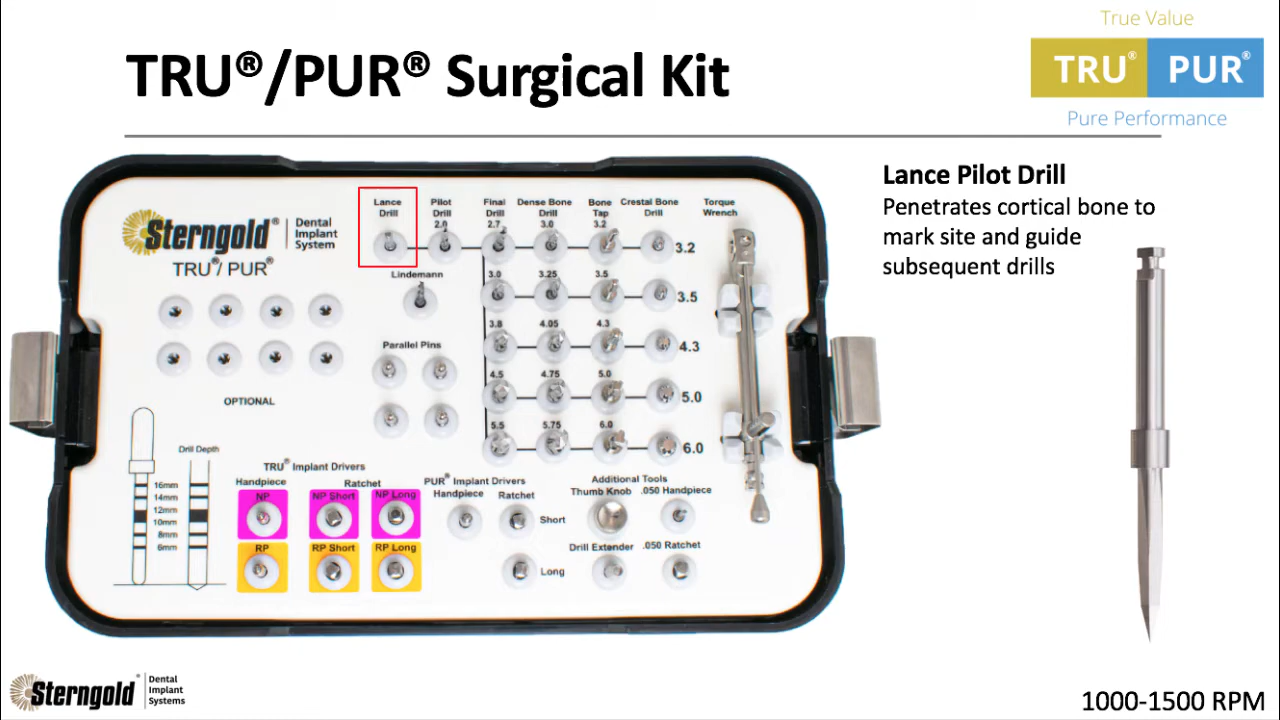 TRU®/PUR® Surgical Kit
True Value
TRU® PUR®
Pure Performance
Lance Pilot Drill
Penetrates cortical bone to
mark site and guide
subsequent drills
Sterngold® Dental Implant System
TRU®/ PUR®
Lance Drill
Pilot Drill 2.0
Final Drill 2.7
Dense Bone Drill 3.0
Bone Tap 3.2
Crestal Bone Drill
Torque Wrench
3.2
Lindemann
3.0 3.25 3.5
3.5
Parallel Pins
3.8 4.05 4.3
4.3
4.5 4.75 5.0
5.0
5.5 5.75 6.0
6.0
OPTIONAL
Drill Depth
16mm
14mm
12mm
10mm
8mm
6mm
TRU® Implant Drivers
Handpiece Ratchet
NP NP Short NP Long
RP RP Short RP Long
PUR® Implant Drivers
Handpiece Ratchet
Short
Long
Additional Tools
Thumb Knob .050 Handpiece
Drill Extender .050 Ratchet
Sterngold® Dental Implant Systems
1000-1500 RPM